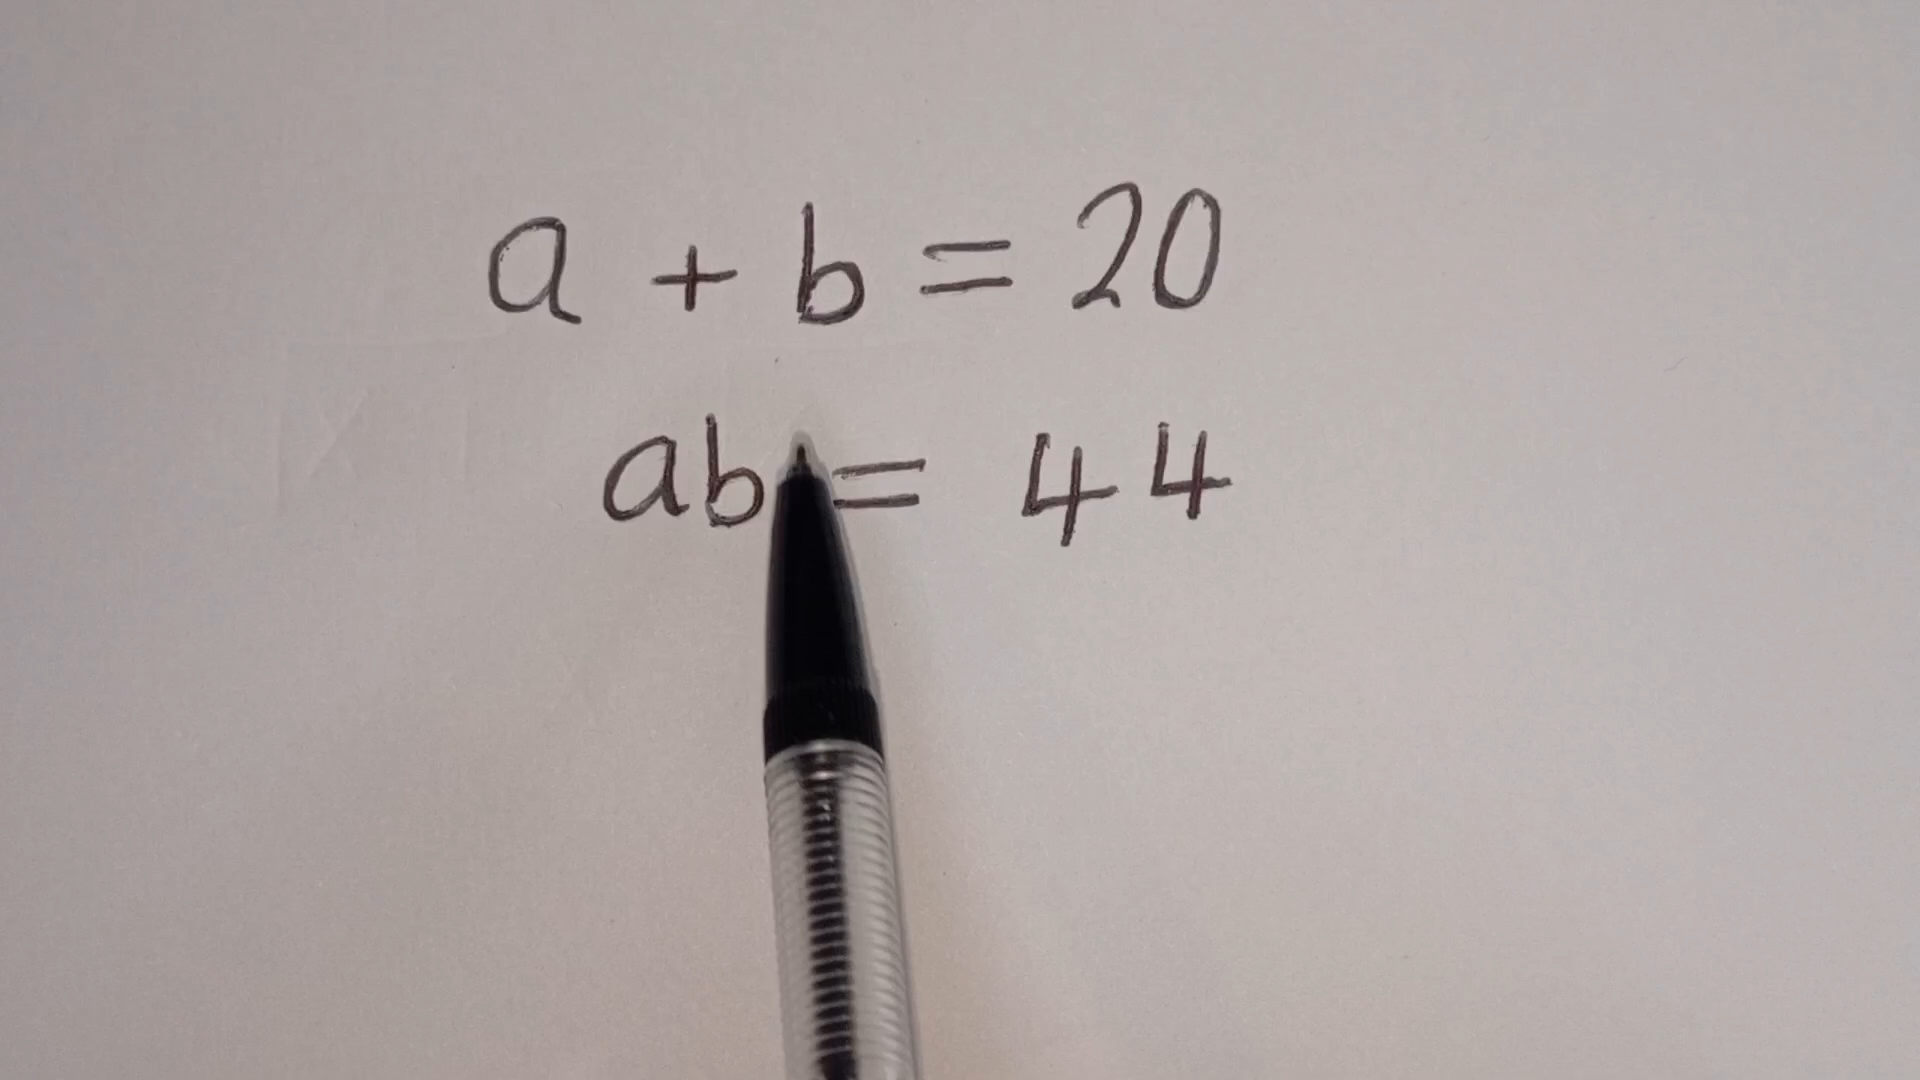 a + b = 20
ab = 44